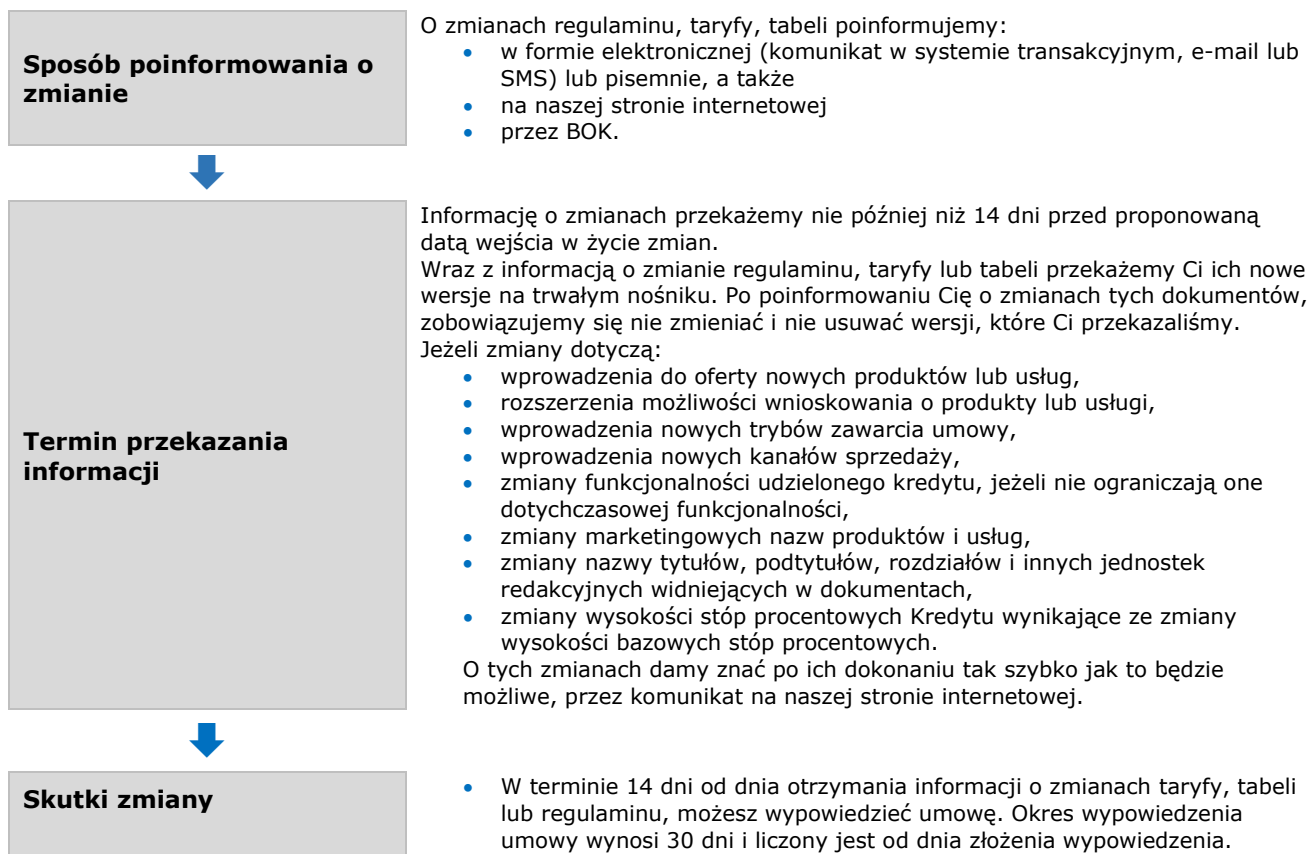 Sposób poinformowania o
zmianie
O zmianach regulaminu, taryfy, tabeli poinformujemy:
• w formie elektronicznej (komunikat w systemie transakcyjnym, e-mail lub
SMS) lub pisemnie, a także
• na naszej stronie internetowej
• przez BOK.
Termin przekazania
informacji
Informację o zmianach przekażemy nie później niż 14 dni przed proponowaną
datą wejścia w życie zmian.
Wraz z informacją o zmianie regulaminu, taryfy lub tabeli przekażemy Ci ich nowe
wersje na trwałym nośniku. Po poinformowaniu Cię o zmianach tych dokumentów,
zobowiązujemy się nie zmieniać i nie usuwać wersji, które Ci przekazaliśmy.
Jeżeli zmiany dotyczą:
• wprowadzenia do oferty nowych produktów lub usług,
• rozszerzenia możliwości wnioskowania o produkty lub usługi,
• wprowadzenia nowych trybów zawarcia umowy,
• wprowadzenia nowych kanałów sprzedaży,
• zmiany funkcjonalności udzielonego kredytu, jeżeli nie ograniczają one
dotychczasowej funkcjonalności,
• zmiany marketingowych nazw produktów i usług,
• zmiany nazwy tytułów, podtytułów, rozdziałów i innych jednostek
redakcyjnych widniejących w dokumentach,
• zmiany wysokości stóp procentowych Kredytu wynikające ze zmiany
wysokości bazowych stóp procentowych.
O tych zmianach damy znać po ich dokonaniu tak szybko jak to będzie
możliwe, przez komunikat na naszej stronie internetowej.
Skutki zmiany
• W terminie 14 dni od dnia otrzymania informacji o zmianach taryfy, tabeli
lub regulaminu, możesz wypowiedzieć umowę. Okres wypowiedzenia
umowy wynosi 30 dni i liczony jest od dnia złożenia wypowiedzenia.